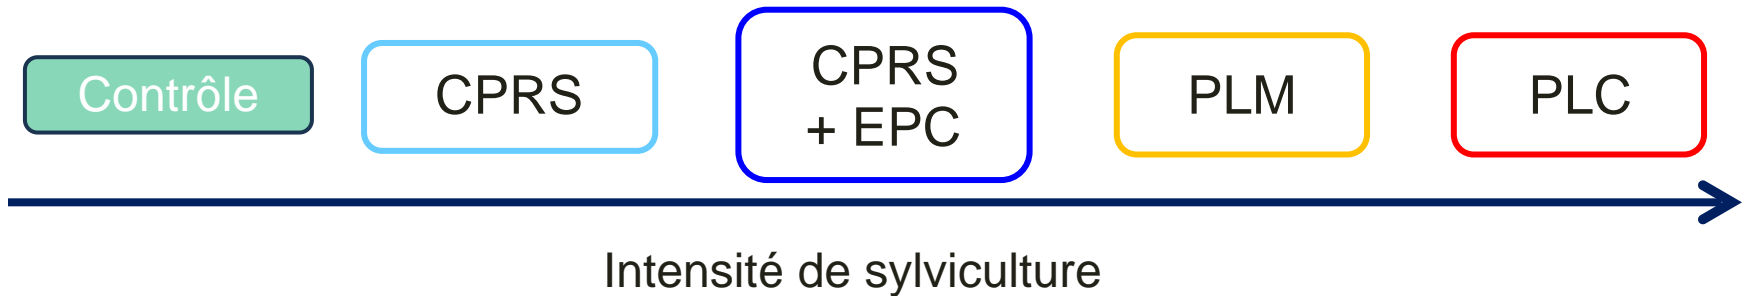 Contrôle
CPRS
CPRS
+ EPC
PLM
PLC
Intensité de sylviculture